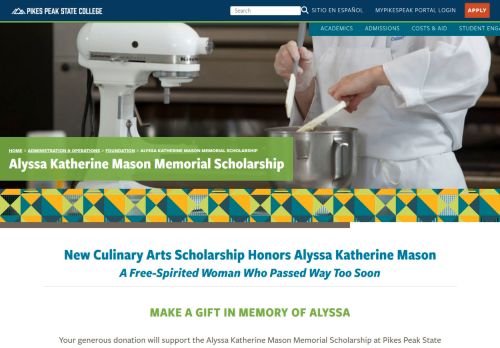 PIKES PEAK STATE COLLEGE
Search
SITIO EN ESPAÑOL
MYPIKESPEAK PORTAL LOGIN
APPLY
ACADEMICS
ADMISSIONS
COSTS & AID
STUDENT ENGA
KitchenAid
HOME > ADMINISTRATION & OPERATIONS > FOUNDATION > ALYSSA KATHERINE MASON MEMORIAL SCHOLARSHIP
Alyssa Katherine Mason Memorial Scholarship
New Culinary Arts Scholarship Honors Alyssa Katherine Mason
A Free-Spirited Woman Who Passed Way Too Soon
MAKE A GIFT IN MEMORY OF ALYSSA
Your generous donation will support the Alyssa Katherine Mason Memorial Scholarship at Pikes Peak State